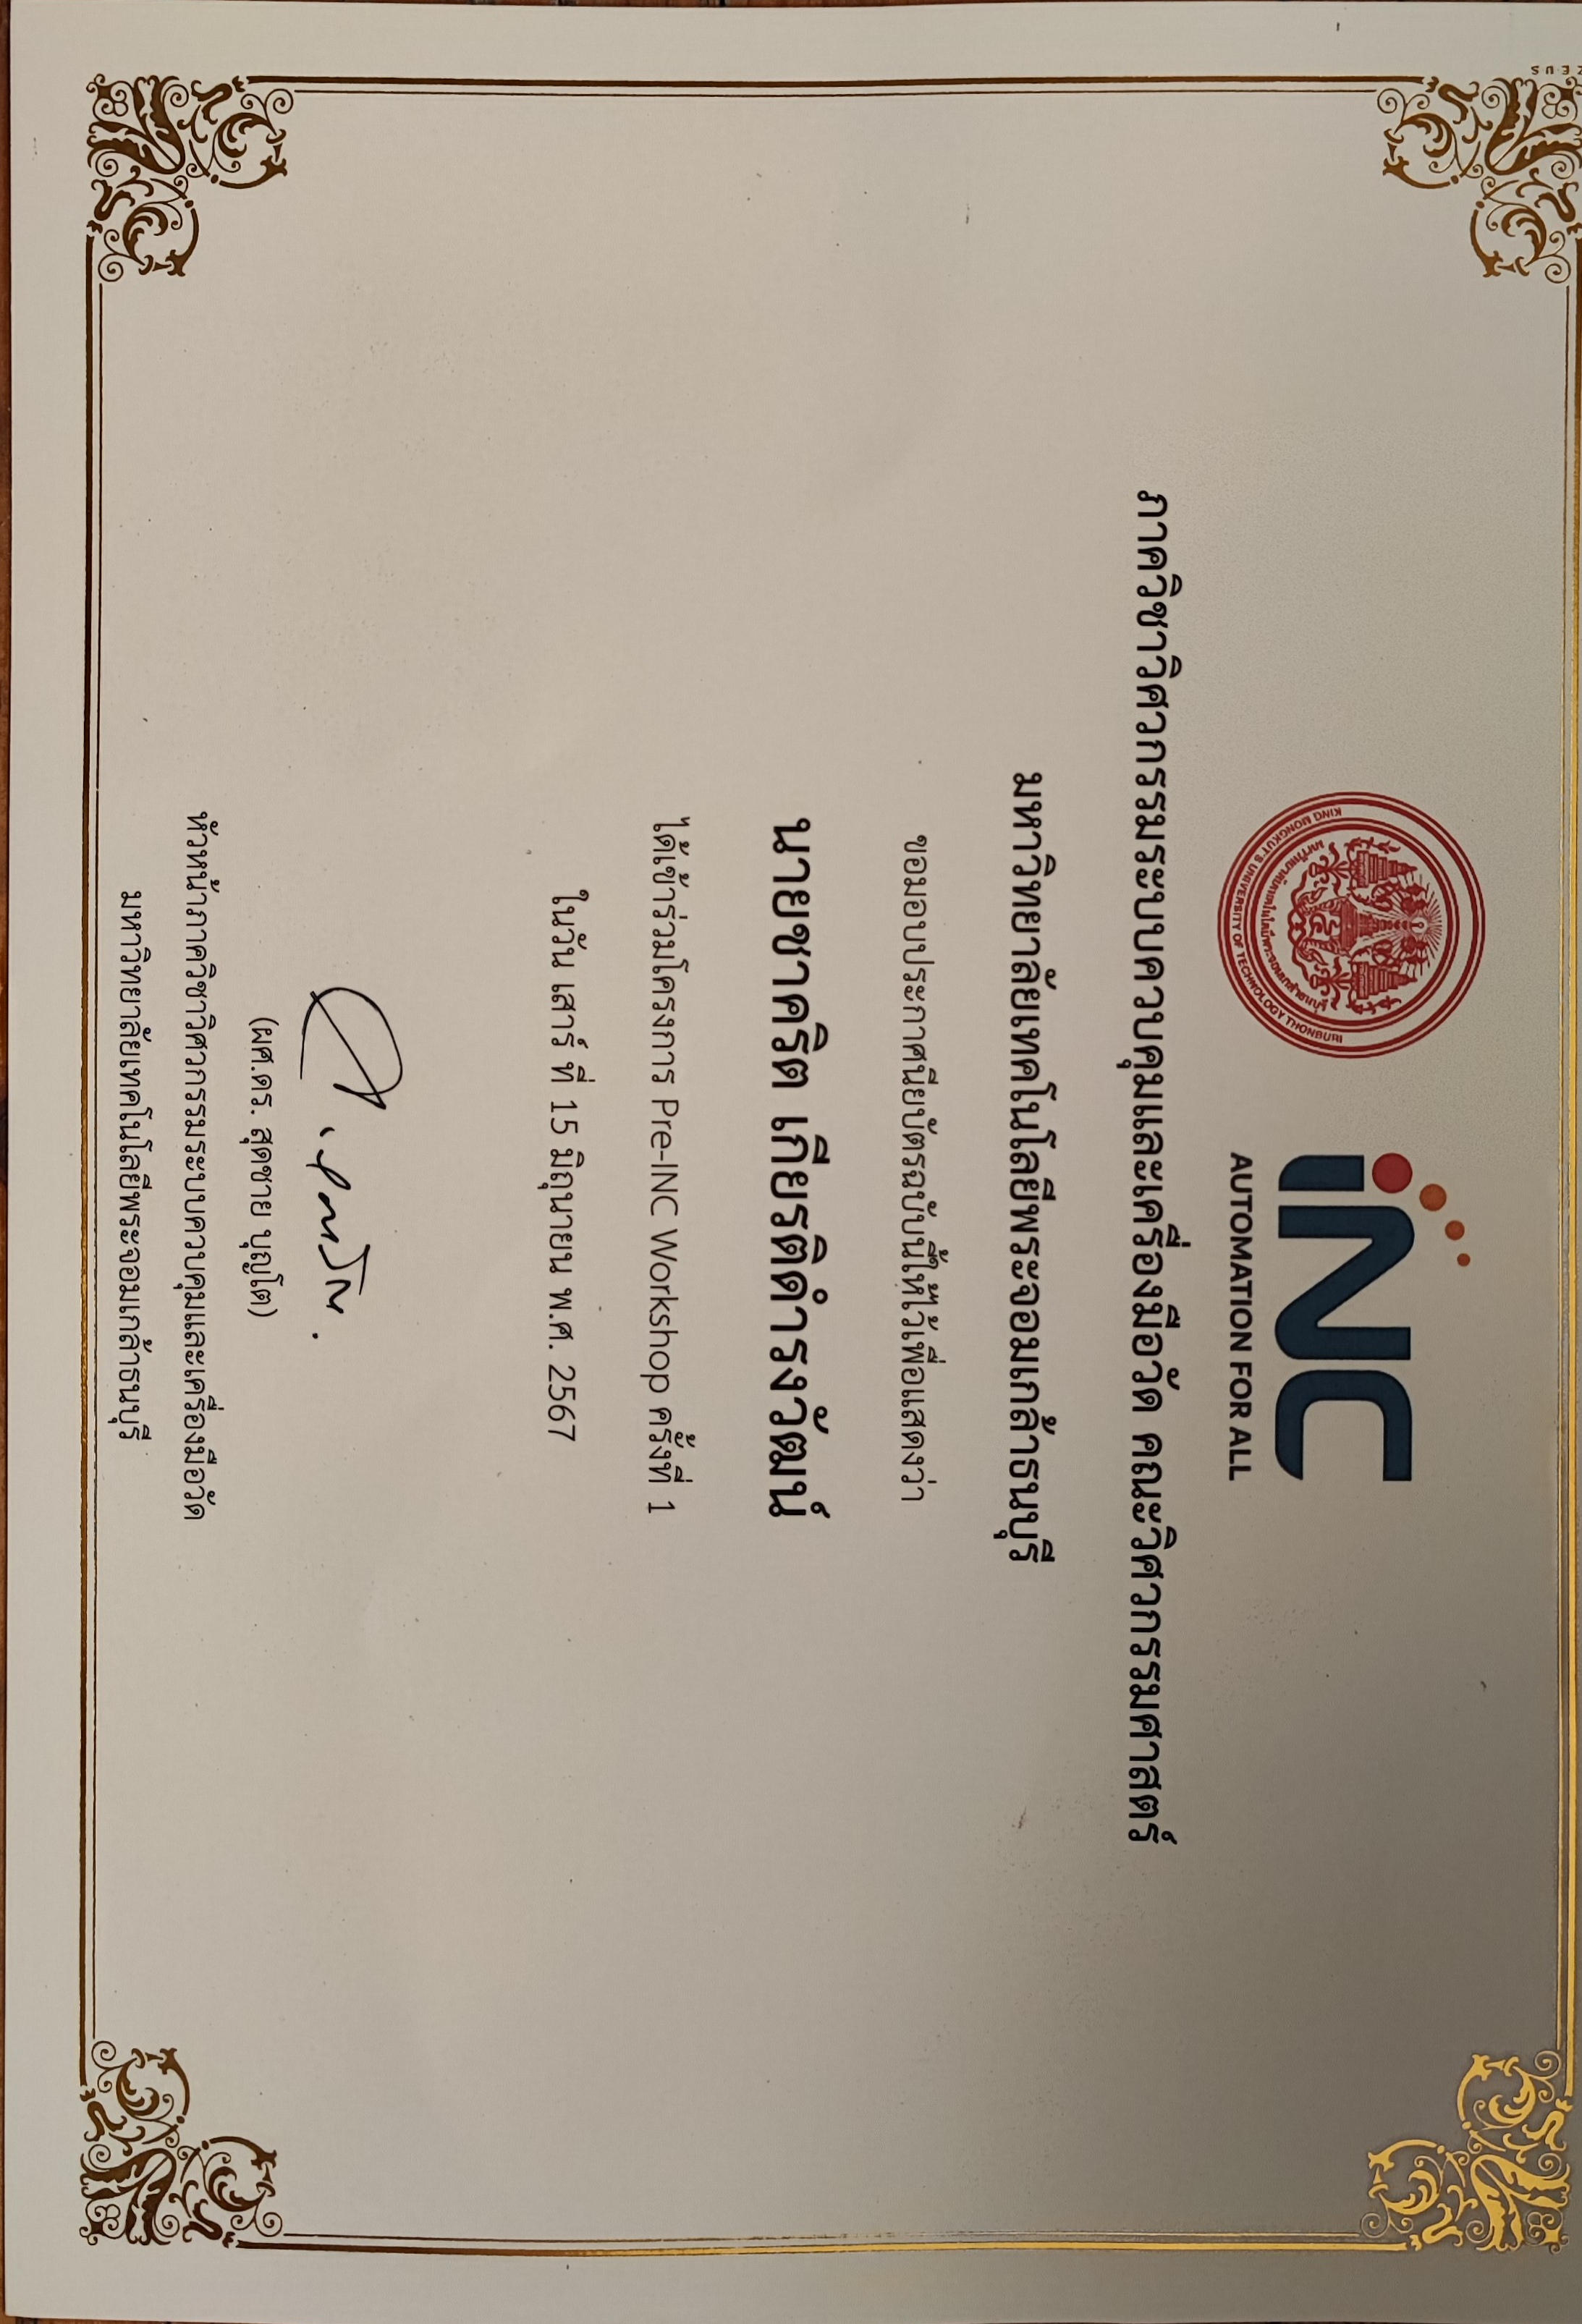 ZEUS
มหาวิทยาลัยเทคโนโลยีพระจอมเกล้าธนบุรี
KING MONGKUT'S UNIVERSITY OF TECHNOLOGY THONBURI
iNC
AUTOMATION FOR ALL
ภาควิชาวิศวกรรมระบบควบคุมและเครื่องมือวัด คณะวิศวกรรมศาสตร์
มหาวิทยาลัยเทคโนโลยีพระจอมเกล้าธนบุรี
ขอมอบประกาศนียบัตรฉบับนี้ให้ไว้เพื่อแสดงว่า
นายชาคริต เกียรติดำรงวัฒน์
ได้เข้าร่วมโครงการ Pre-INC Workshop ครั้งที่ 1
ในวัน เสาร์ ที่ 15 มิถุนายน พ.ศ. 2567
(ผศ.ดร. สุดชาย บุญโต)
หัวหน้าภาควิชาวิศวกรรมระบบควบคุมและเครื่องมือวัด
มหาวิทยาลัยเทคโนโลยีพระจอมเกล้าธนบุรี